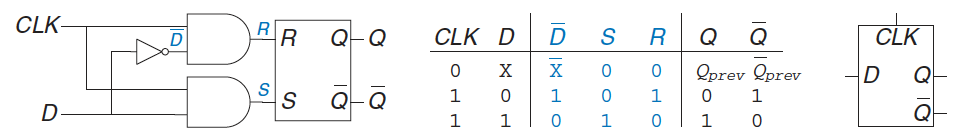 CLK
D
D̅
R
S
R Q Q
S Q̅ Q̅
CLK D D̅ S R Q Q̅
0 X X̅ 0 0 Qprev Q̅prev
1 0 1 0 1 0 1
1 1 0 1 0 1 0
CLK
D Q
Q̅